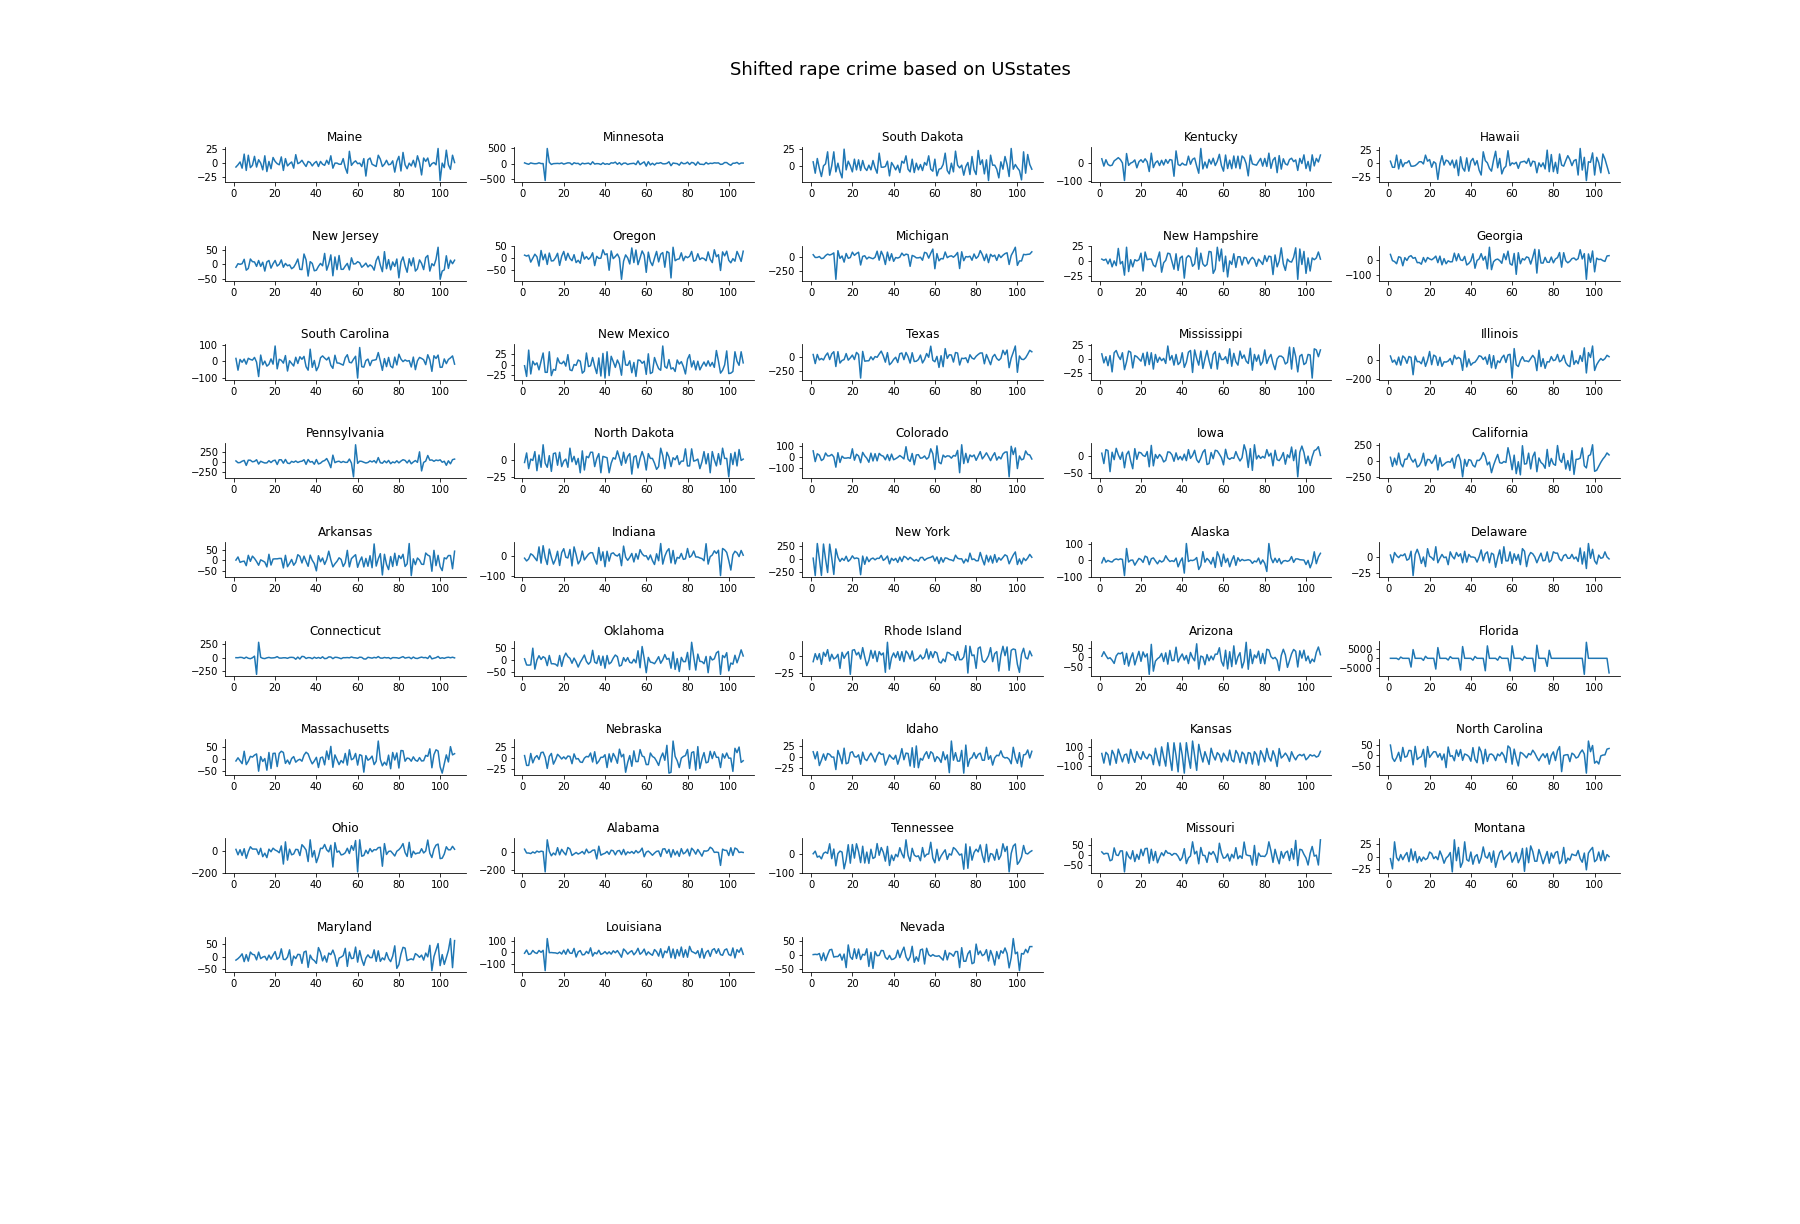 Shifted rape crime based on USstates
Maine Minnesota South Dakota Kentucky Hawaii
25 0 −25 500 0 −500 25 0 0 −100 25 0 −25
0 20 40 60 80 100 0 20 40 60 80 100 0 20 40 60 80 100 0 20 40 60 80 100 0 20 40 60 80 100
New Jersey Oregon Michigan New Hampshire Georgia
50 0 −50 50 0 −50 0 −250 25 0 −25 0 −100
0 20 40 60 80 100 0 20 40 60 80 100 0 20 40 60 80 100 0 20 40 60 80 100 0 20 40 60 80 100
South Carolina New Mexico Texas Mississippi Illinois
100 0 −100 25 0 −25 0 −250 25 0 −25 0 −200
0 20 40 60 80 100 0 20 40 60 80 100 0 20 40 60 80 100 0 20 40 60 80 100 0 20 40 60 80 100
Pennsylvania North Dakota Colorado Iowa California
250 0 −250 0 −25 100 0 −100 0 −50 250 0 −250
0 20 40 60 80 100 0 20 40 60 80 100 0 20 40 60 80 100 0 20 40 60 80 100 0 20 40 60 80 100
Arkansas Indiana New York Alaska Delaware
50 0 −50 0 −100 250 0 −250 100 0 −100 0 −25
0 20 40 60 80 100 0 20 40 60 80 100 0 20 40 60 80 100 0 20 40 60 80 100 0 20 40 60 80 100
Connecticut Oklahoma Rhode Island Arizona Florida
250 0 −250 50 0 −50 0 −25 50 0 −50 5000 0 −5000
0 20 40 60 80 100 0 20 40 60 80 100 0 20 40 60 80 100 0 20 40 60 80 100 0 20 40 60 80 100
Massachusetts Nebraska Idaho Kansas North Carolina
50 0 −50 25 0 −25 25 0 −25 100 0 −100 50 0 −50
0 20 40 60 80 100 0 20 40 60 80 100 0 20 40 60 80 100 0 20 40 60 80 100 0 20 40 60 80 100
Ohio Alabama Tennessee Missouri Montana
0 −200 0 −200 0 −100 50 0 −50 25 0 −25
0 20 40 60 80 100 0 20 40 60 80 100 0 20 40 60 80 100 0 20 40 60 80 100 0 20 40 60 80 100
Maryland Louisiana Nevada
50 0 −50 100 0 −100 50 0 −50
0 20 40 60 80 100 0 20 40 60 80 100 0 20 40 60 80 100